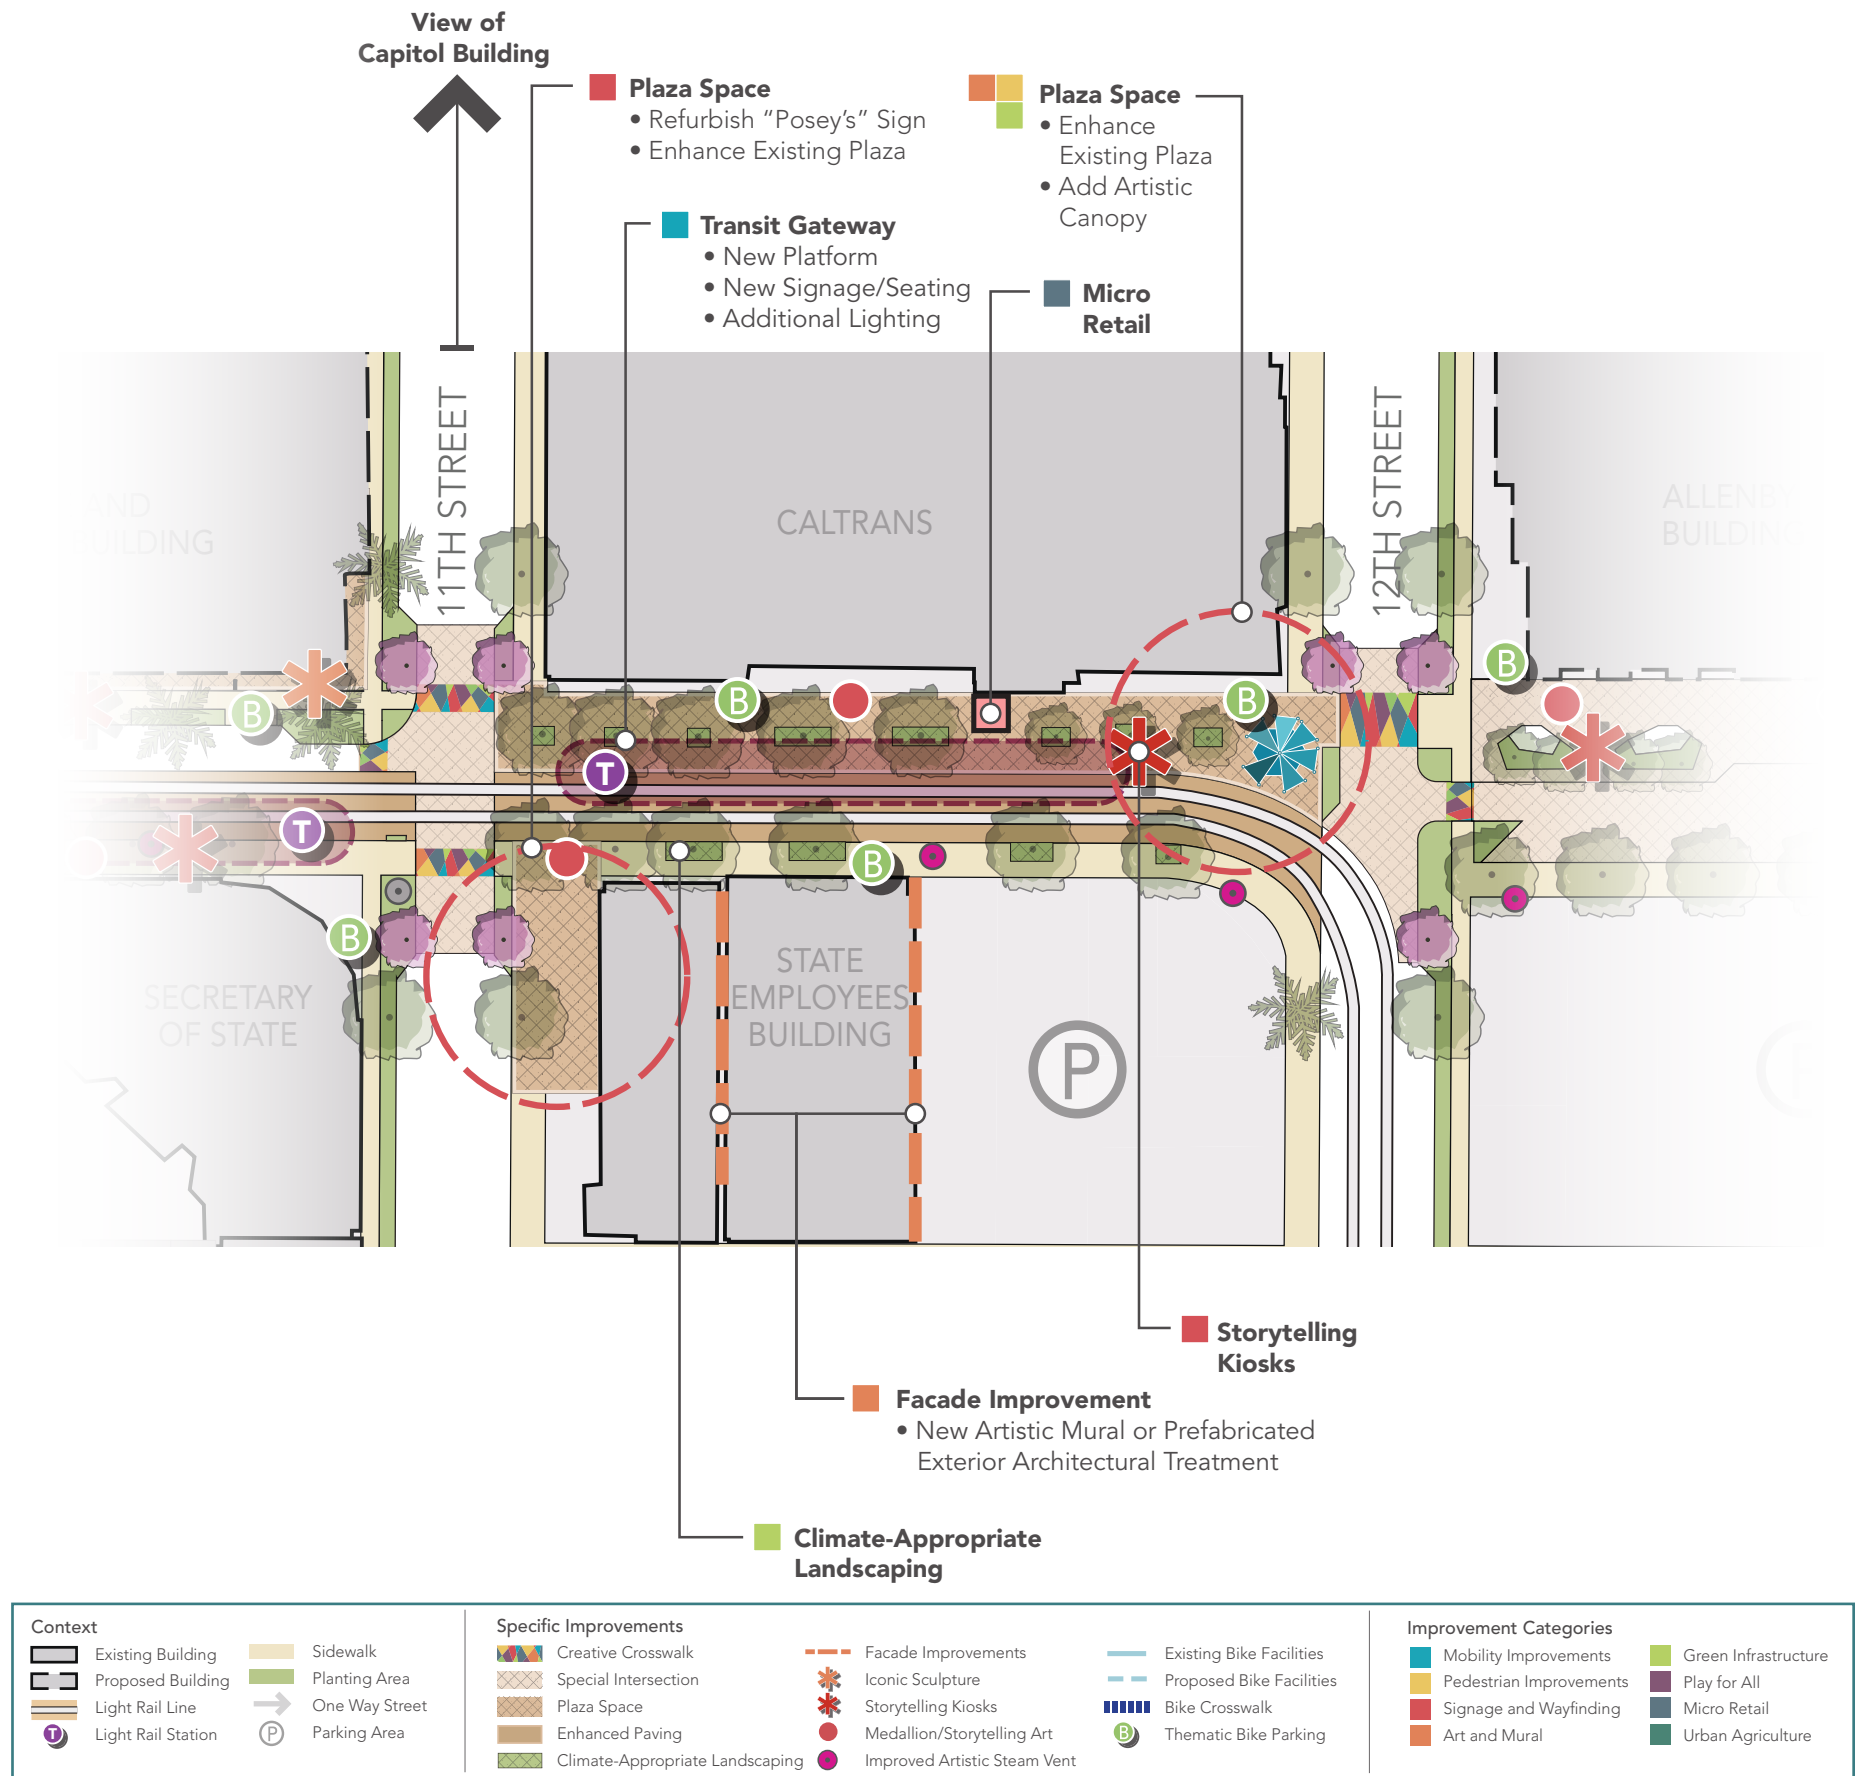 View of
Capitol Building
Plaza Space
• Refurbish “Posey’s” Sign
• Enhance Existing Plaza
Plaza Space
• Enhance
Existing Plaza
• Add Artistic
Canopy
Transit Gateway
• New Platform
• New Signage/Seating
• Additional Lighting
Micro
Retail
11TH STREET
12TH STREET
AND
BUILDING
CALTRANS
ALLENB
BUILDING
B
B
B
B
T
T
B
B
SECRETARY
OF STATE
STATE
EMPLOYEES
BUILDING
P
Storytelling
Kiosks
Facade Improvement
• New Artistic Mural or Prefabricated
Exterior Architectural Treatment
Climate-Appropriate
Landscaping
Context
Existing Building
Proposed Building
Light Rail Line
T Light Rail Station
Sidewalk
Planting Area
One Way Street
P Parking Area
Specific Improvements
Creative Crosswalk
Special Intersection
Plaza Space
Enhanced Paving
Climate-Appropriate Landscaping
Facade Improvements
Iconic Sculpture
Storytelling Kiosks
Medallion/Storytelling Art
Improved Artistic Steam Vent
Existing Bike Facilities
Proposed Bike Facilities
Bike Crosswalk
B Thematic Bike Parking
Improvement Categories
Mobility Improvements
Pedestrian Improvements
Signage and Wayfinding
Art and Mural
Green Infrastructure
Play for All
Micro Retail
Urban Agriculture